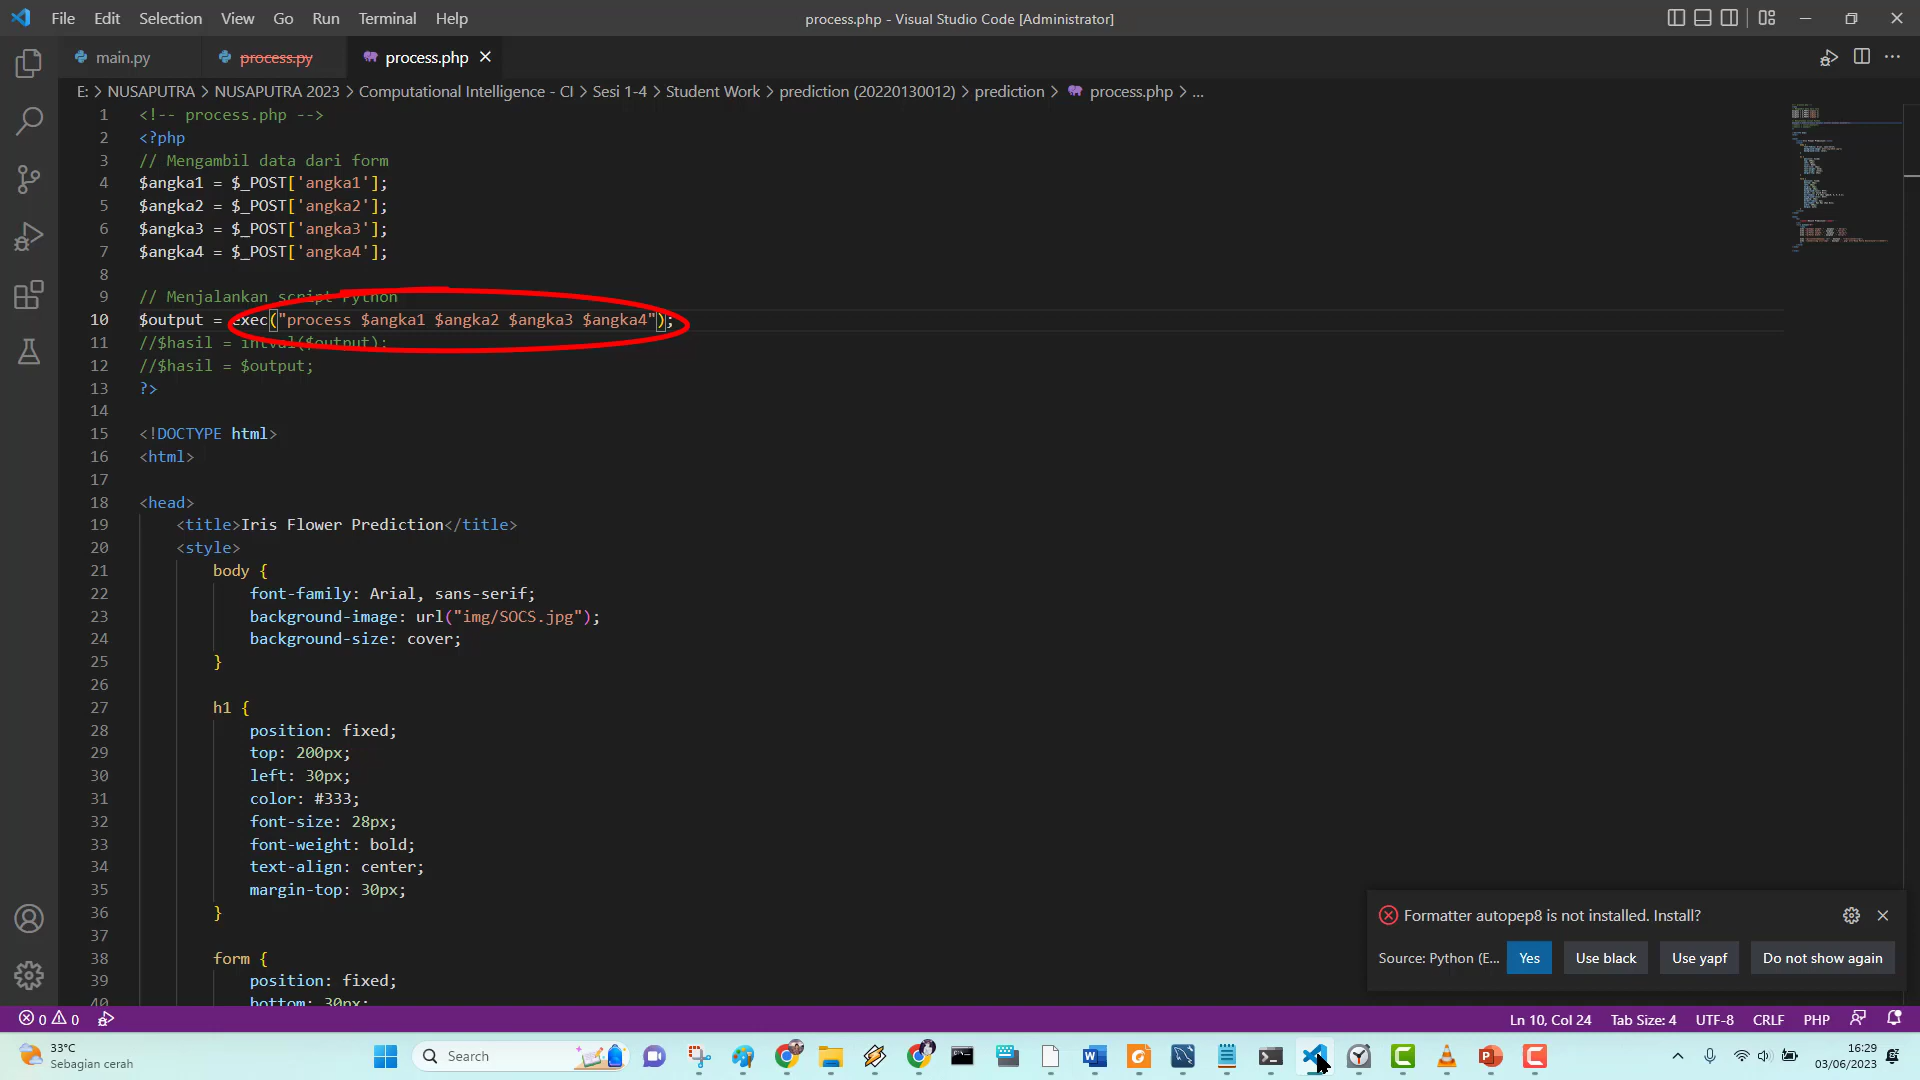 File Edit Selection View Go Run Terminal Help
process.php - Visual Studio Code [Administrator]
main.py process.py process.php
E: > NUSAPUTRA > NUSAPUTRA 2023 > Computational Intelligence - CI > Sesi 1-4 > Student Work > prediction (20220130012) > prediction > process.php > ...
1 <!-- process.php -->
2 <?php
3 // Mengambil data dari form
4 $angka1 = $_POST['angka1'];
5 $angka2 = $_POST['angka2'];
6 $angka3 = $_POST['angka3'];
7 $angka4 = $_POST['angka4'];
8
9 // Menjalankan script Python
10 $output = exec("process $angka1 $angka2 $angka3 $angka4");
11 //$hasil = intval($output);
12 //$hasil = $output;
13 ?>
14
15 <!DOCTYPE html>
16 <html>
17
18 <head>
19 <title>Iris Flower Prediction</title>
20 <style>
21 body {
22 font-family: Arial, sans-serif;
23 background-image: url("img/SOCS.jpg");
24 background-size: cover;
25 }
26
27 h1 {
28 position: fixed;
29 top: 200px;
30 left: 30px;
31 color: #333;
32 font-size: 28px;
33 font-weight: bold;
34 text-align: center;
35 margin-top: 30px;
36 }
37
38 form {
39 position: fixed;
40 bottom: 30px;
Formatter autopep8 is not installed. Install?
Source: Python (E... Yes Use black Use yapf Do not show again
0 0
Ln 10, Col 24 Tab Size: 4 UTF-8 CRLF PHP
33°C
Sebagian cerah
Search
16:29
03/06/2023